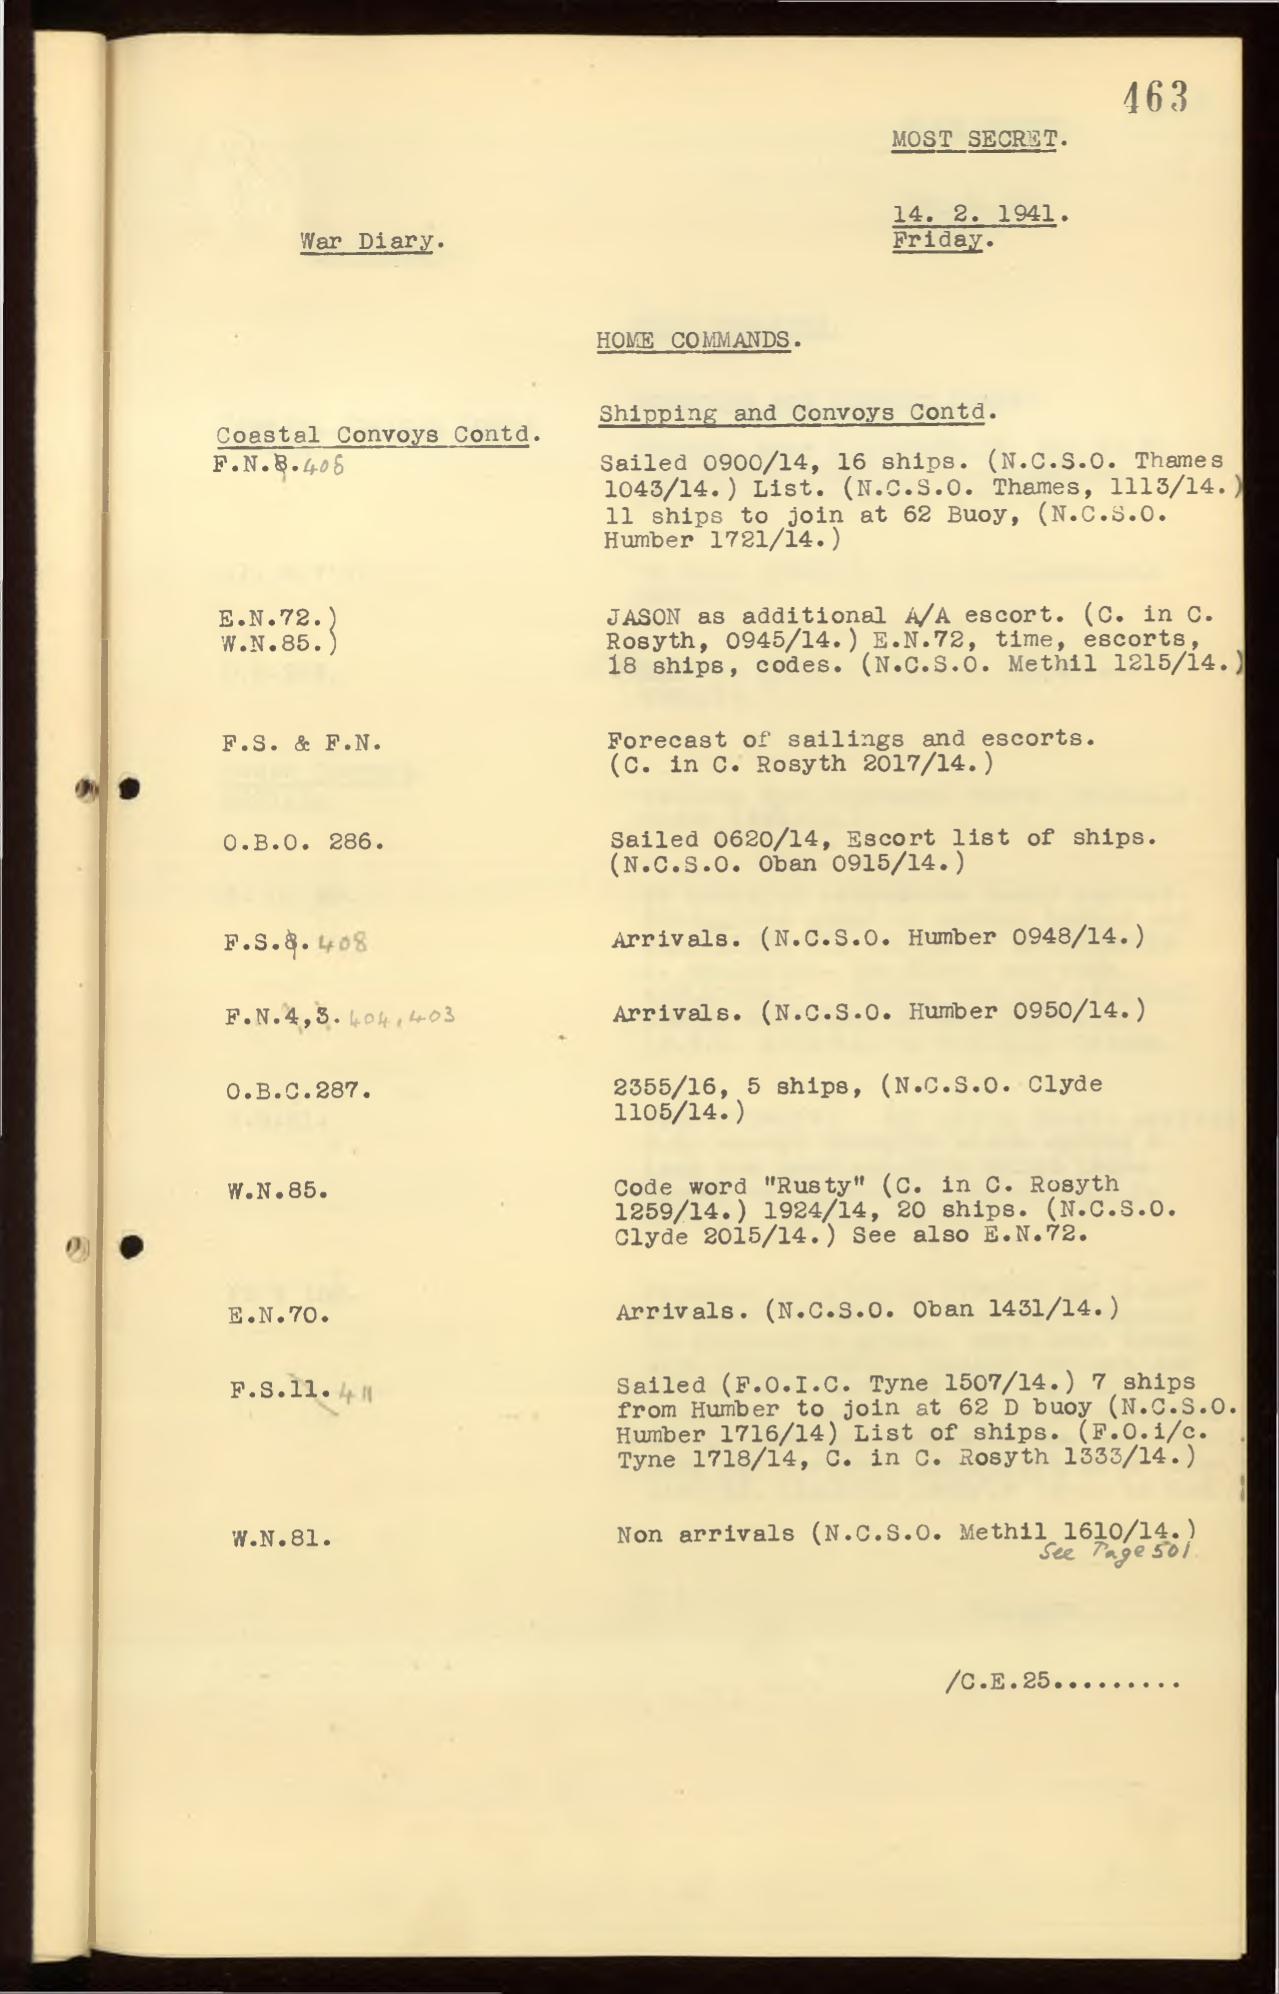 463
MOST SECRET.
14. 2. 1941.
Friday.
War Diary.
HOME COMMANDS.
Shipping and Convoys Contd.
Coastal Convoys Contd.
F.N.8. 408
Sailed 0900/14, 16 ships. (N.C.S.O. Thames
1043/14.) List. (N.C.S.O. Thames, 1113/14.)
11 ships to join at 62 Buoy, (N.C.S.O.
Humber 1721/14.)
E.N.72.)
W.N.85.)
JASON as additional A/A escort. (C. in C.
Rosyth, 0945/14.) E.N.72, time, escorts,
18 ships, codes. (N.C.S.O. Methil 1215/14.)
F.S. & F.N.
Forecast of sailings and escorts.
(C. in C. Rosyth 2017/14.)
O.B.O. 286.
Sailed 0620/14, Escort list of ships.
(N.C.S.O. Oban 0915/14.)
F.S.8. 408
Arrivals. (N.C.S.O. Humber 0948/14.)
F.N.4,3. 404, 403
Arrivals. (N.C.S.O. Humber 0950/14.)
O.B.C.287.
2355/16, 5 ships, (N.C.S.O. Clyde
1105/14.)
W.N.85.
Code word "Rusty" (C. in C. Rosyth
1259/14.) 1924/14, 20 ships. (N.C.S.O.
Clyde 2015/14.) See also E.N.72.
E.N.70.
Arrivals. (N.C.S.O. Oban 1431/14.)
F.S.11. 411
Sailed (F.O.I.C. Tyne 1507/14.) 7 ships
from Humber to join at 62 D buoy (N.C.S.O.
Humber 1716/14) List of ships. (F.O.i/c.
Tyne 1718/14, C. in C. Rosyth 1333/14.)
W.N.81.
Non arrivals (N.C.S.O. Methil 1610/14.)
See Page 501.
/C.E.25.........